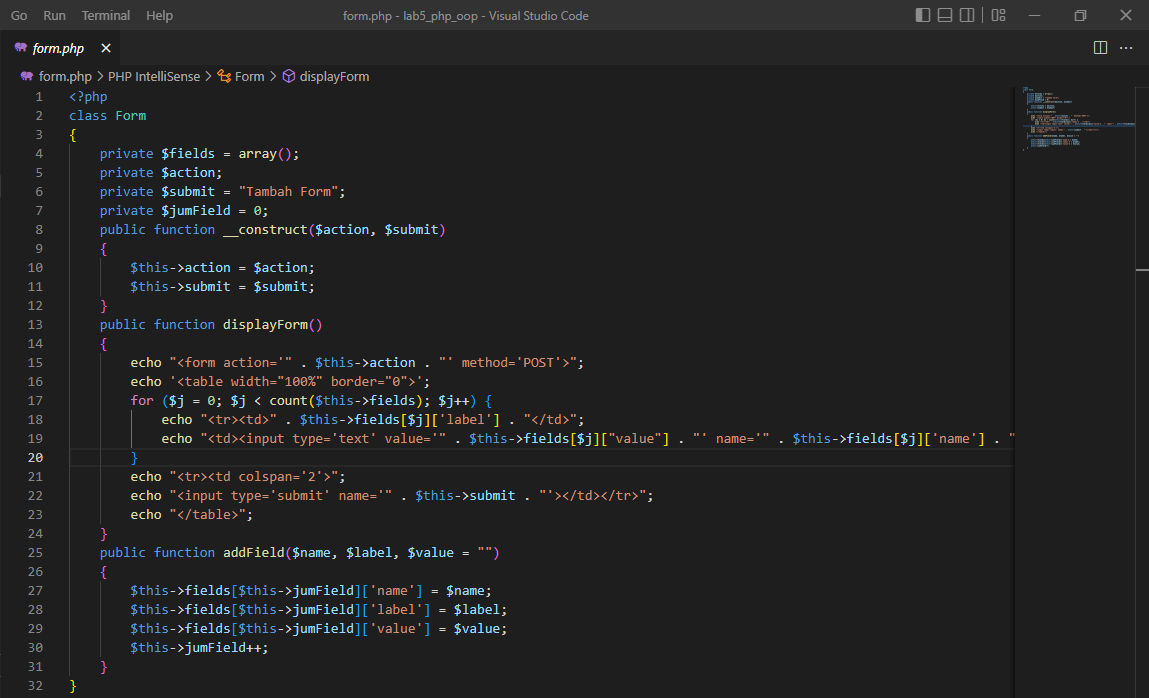 Go Run Terminal Help form.php - lab5_php_oop - Visual Studio Code
form.php
form.php > PHP IntelliSense > Form > displayForm
1 <?php
2 class Form
3 {
4     private $fields = array();
5     private $action;
6     private $submit = "Tambah Form";
7     private $jumField = 0;
8     public function __construct($action, $submit)
9     {
10         $this->action = $action;
11         $this->submit = $submit;
12     }
13     public function displayForm()
14     {
15         echo "<form action='" . $this->action . "' method='POST'>";
16         echo '<table width="100%" border="0">';
17         for ($j = 0; $j < count($this->fields); $j++) {
18             echo "<tr><td>" . $this->fields[$j]['label'] . "</td>";
19             echo "<td><input type='text' value='" . $this->fields[$j]["value"] . "' name='" . $this->fields[$j]['name'] . "
20         }
21         echo "<tr><td colspan='2'>";
22         echo "<input type='submit' name='" . $this->submit . "'></td></tr>";
23         echo "</table>";
24     }
25     public function addField($name, $label, $value = "")
26     {
27         $this->fields[$this->jumField]['name'] = $name;
28         $this->fields[$this->jumField]['label'] = $label;
29         $this->fields[$this->jumField]['value'] = $value;
30         $this->jumField++;
31     }
32 }